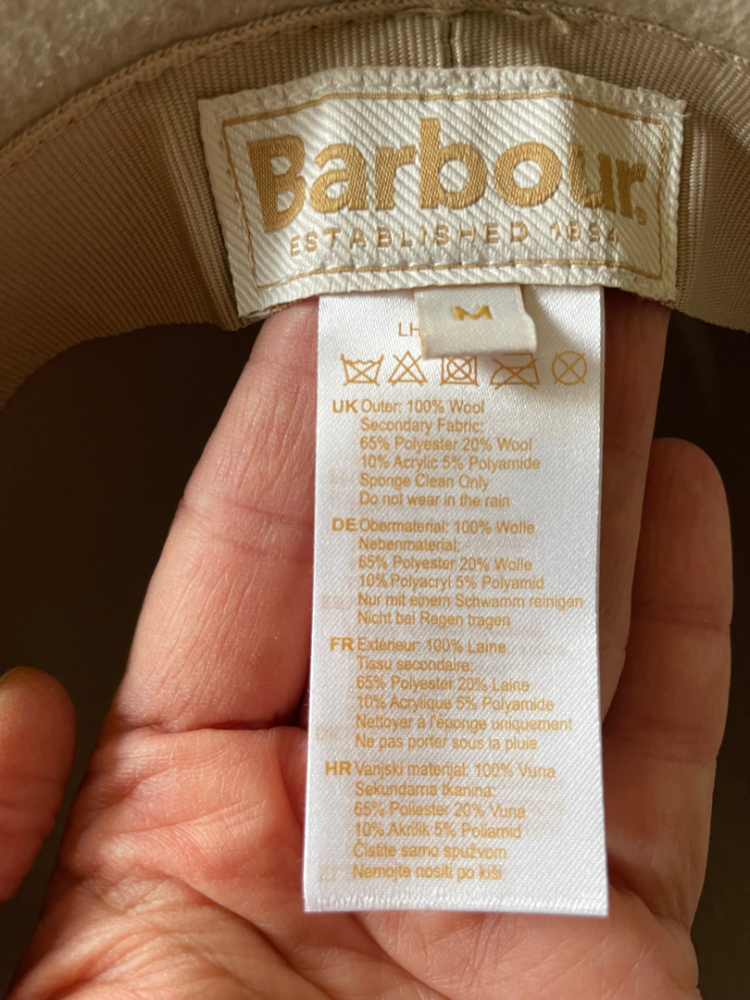 Barbour
ESTABLISHED 1894
M
LH
UK Outer: 100% Wool
Secondary Fabric:
65% Polyester 20% Wool
10% Acrylic 5% Polyamide
Sponge Clean Only
Do not wear in the rain
DE Obermaterial: 100% Wolle
Nebenmaterial:
65% Polyester 20% Wolle
10% Polyacryl 5% Polyamid
Nur mit einem Schwamm reinigen
Nicht bei Regen tragen
FR Extérieur: 100% Laine
Tissu secondaire:
65% Polyester 20% Laine
10% Acrylique 5% Polyamide
Nettoyer à l'éponge uniquement
Ne pas porter sous la pluie
HR Vanjski materijal: 100% Vuna
Sekundarna tkanina:
65% Poliester 20% Vuna
10% Akrilik 5% Poliamid
Čistite samo spužvom
Nemojte nositi po kiši